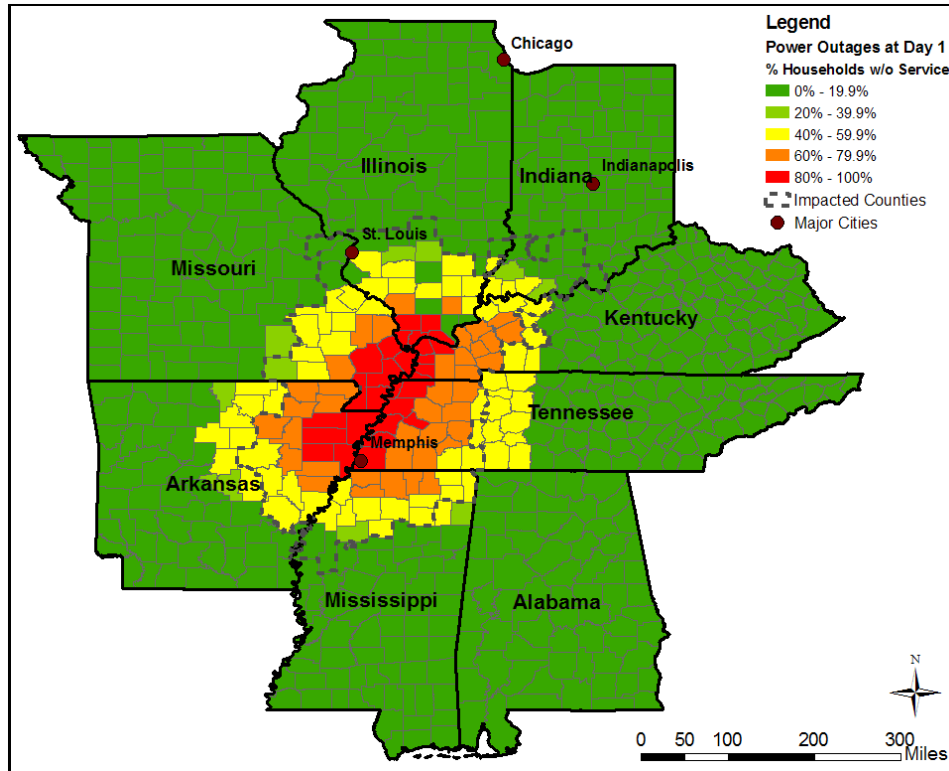 Legend
Power Outages at Day 1
% Households w/o Service
0% - 19.9%
20% - 39.9%
40% - 59.9%
60% - 79.9%
80% - 100%
Impacted Counties
Major Cities
Chicago
Illinois
Indiana
Indianapolis
St. Louis
Missouri
Kentucky
Tennessee
Memphis
Arkansas
Mississippi
Alabama
N
0 50 100 200 300
Miles